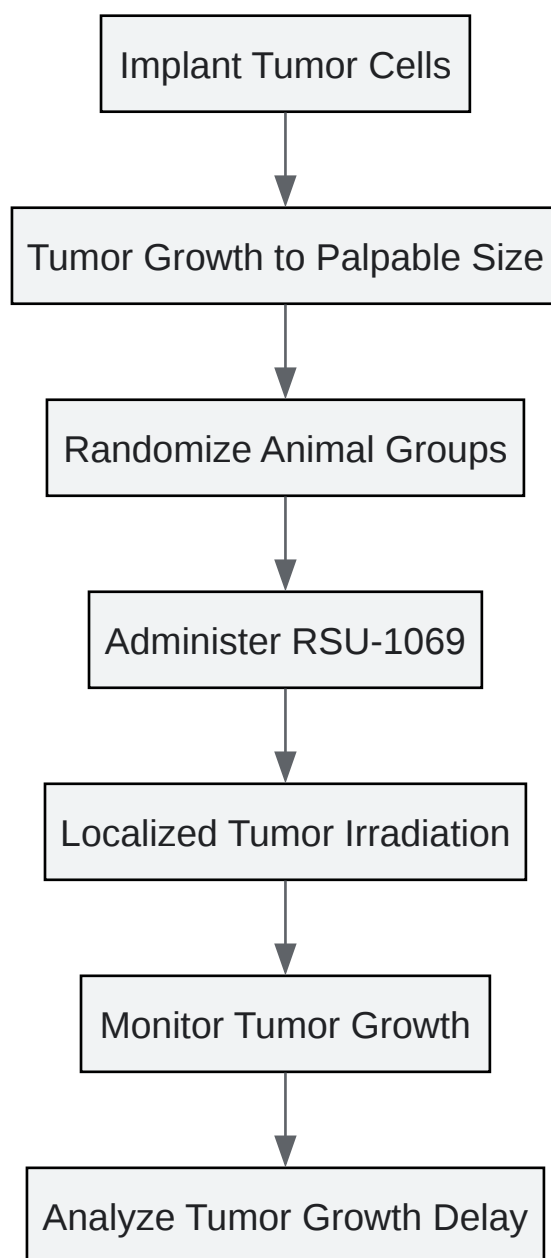 Implant Tumor Cells
Tumor Growth to Palpable Size
Randomize Animal Groups
Administer RSU-1069
Localized Tumor Irradiation
Monitor Tumor Growth
Analyze Tumor Growth Delay